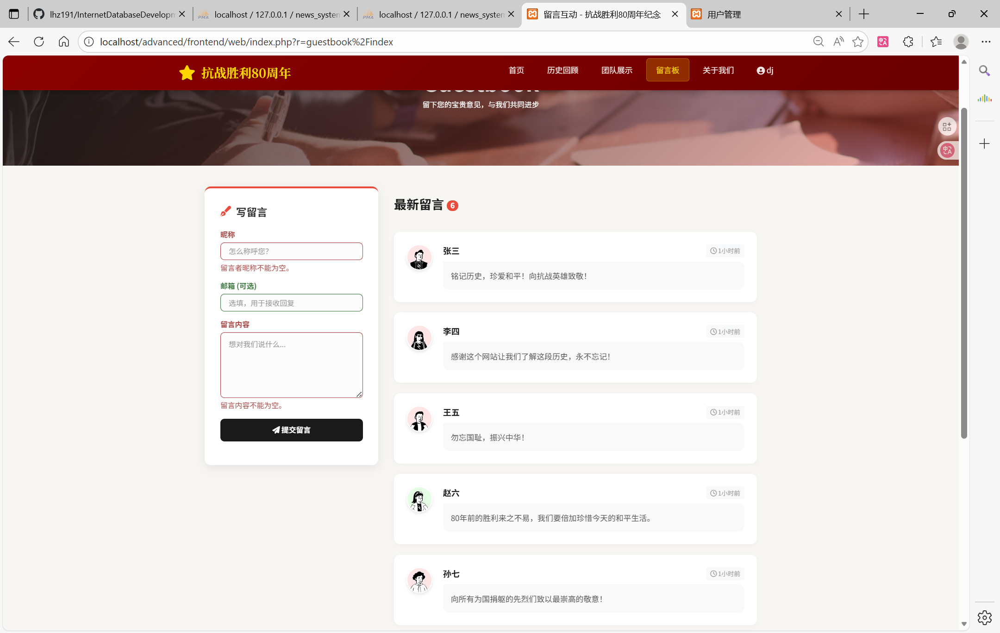 lhz191/InternetDatabaseDevelopn
localhost / 127.0.0.1 / news_systen
localhost / 127.0.0.1 / news_systen
留言互动 - 抗战胜利80周年纪念
用户管理
localhost/advanced/frontend/web/index.php?r=guestbook%2Findex
抗战胜利80周年
首页
历史回顾
团队展示
留言板
关于我们
dj
Guestbook
留下您的宝贵意见，与我们共同进步
写留言
昵称
怎么称呼您？
留言者昵称不能为空。
邮箱 (可选)
选填，用于接收回复
留言内容
想对我们说什么...
留言内容不能为空。
提交留言
最新留言 6
张三
1小时前
铭记历史，珍爱和平！向抗战英雄致敬！
李四
1小时前
感谢这个网站让我们了解这段历史，永不忘记！
王五
1小时前
勿忘国耻，振兴中华！
赵六
1小时前
80年前的胜利来之不易，我们要倍加珍惜今天的和平生活。
孙七
1小时前
向所有为国捐躯的先烈们致以最崇高的敬意！